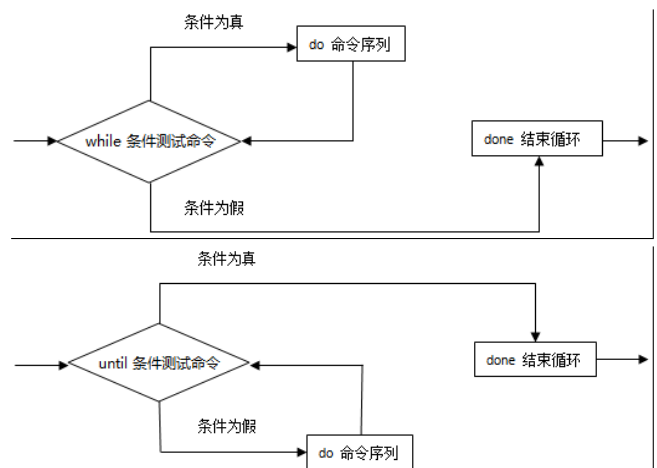 条件为真
do 命令序列
while 条件测试命令
done 结束循环
条件为假
条件为真
until 条件测试命令
done 结束循环
条件为假
do 命令序列